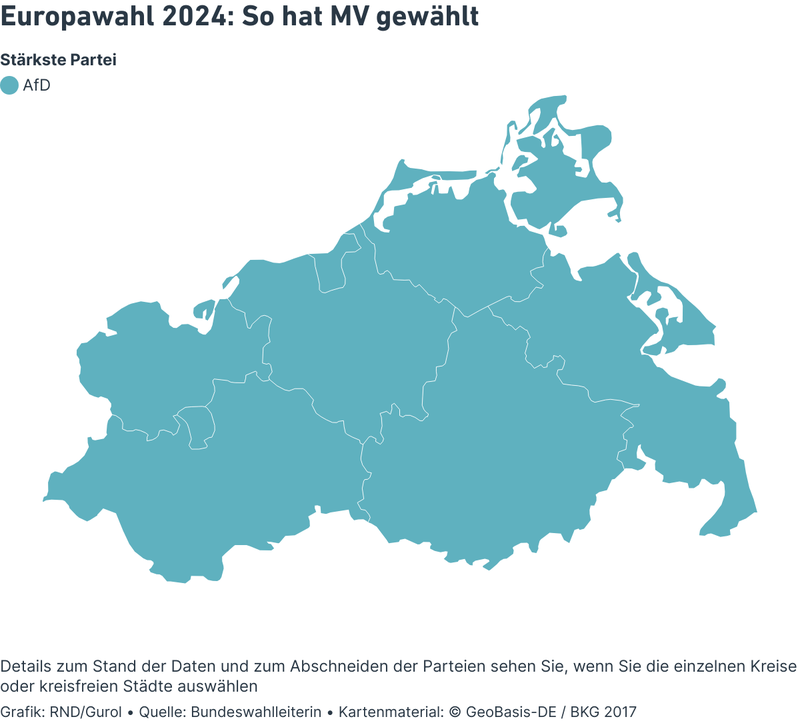 Europawahl 2024: So hat MV gewählt
Stärkste Partei
AfD
Details zum Stand der Daten und zum Abschneiden der Parteien sehen Sie, wenn Sie die einzelnen Kreise
oder kreisfreien Städte auswählen
Grafik: RND/Gurol • Quelle: Bundeswahlleiterin • Kartenmaterial: © GeoBasis-DE / BKG 2017